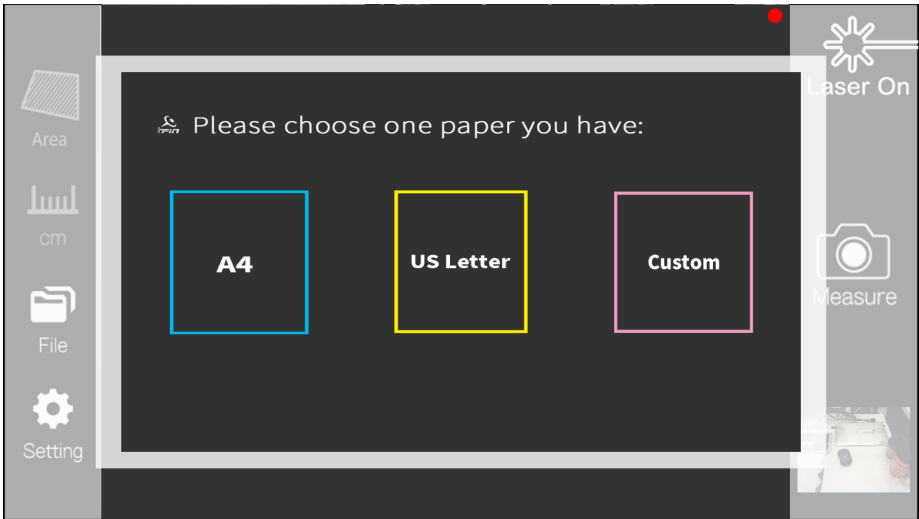 Laser On
Area
Please choose one paper you have:
cm
A4
US Letter
Custom
Measure
File
Setting